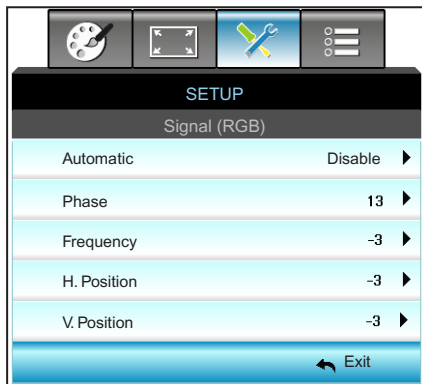 SETUP
Signal (RGB)
Automatic Disable
Phase 13
Frequency -3
H. Position -3
V. Position -3
Exit